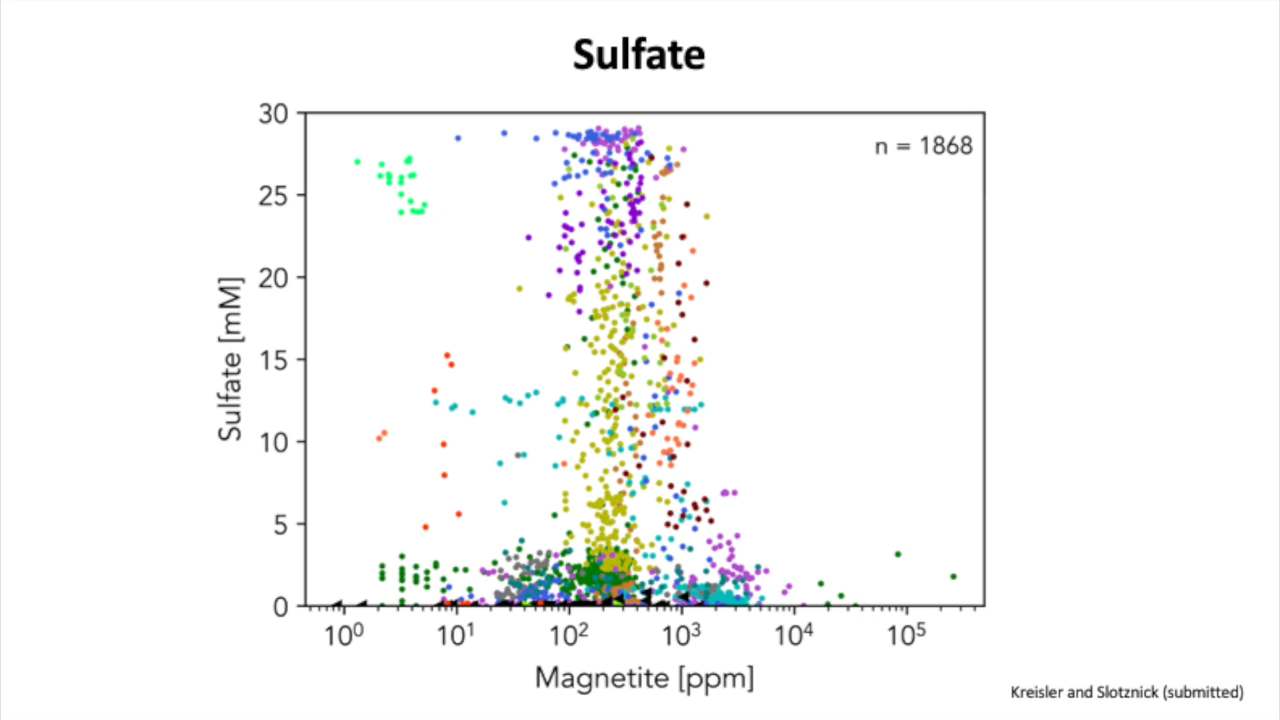 Sulfate
30
n = 1868
25
20
15
10
5
0
Sulfate [mM]
10⁰ 10¹ 10² 10³ 10⁴ 10⁵
Magnetite [ppm]
Kreisler and Slotznick (submitted)